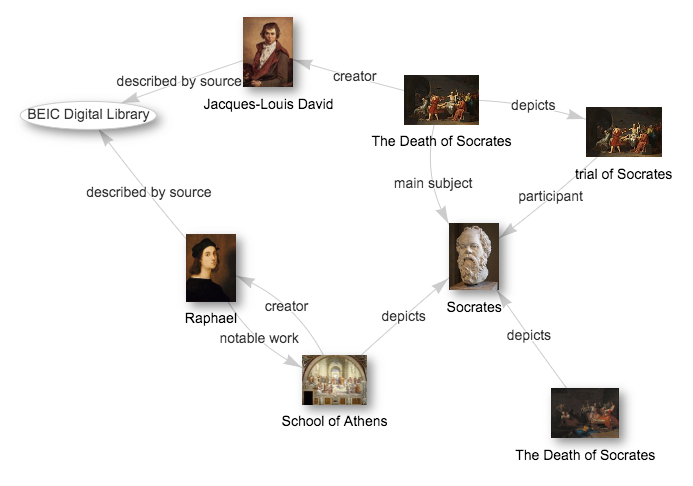 described by source
creator
Jacques-Louis David
depicts
BEIC Digital Library
The Death of Socrates
trial of Socrates
main subject
described by source
participant
creator
Socrates
Raphael
depicts
notable work
depicts
School of Athens
The Death of Socrates